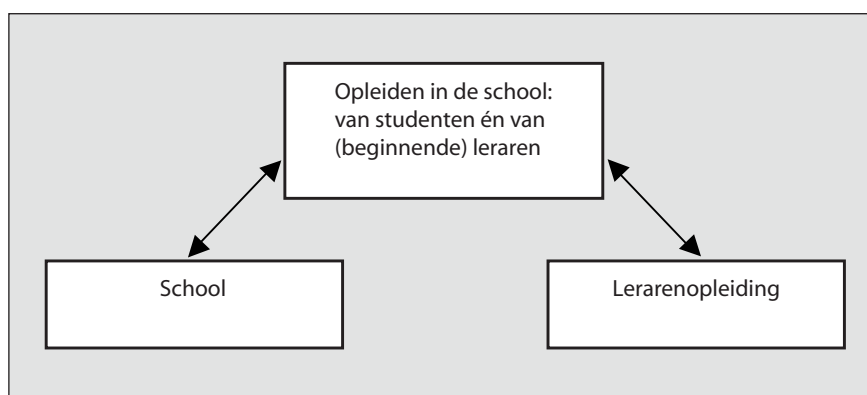 Opleiden in de school:
van studenten én van
(beginnende) leraren
School
Lerarenopleiding